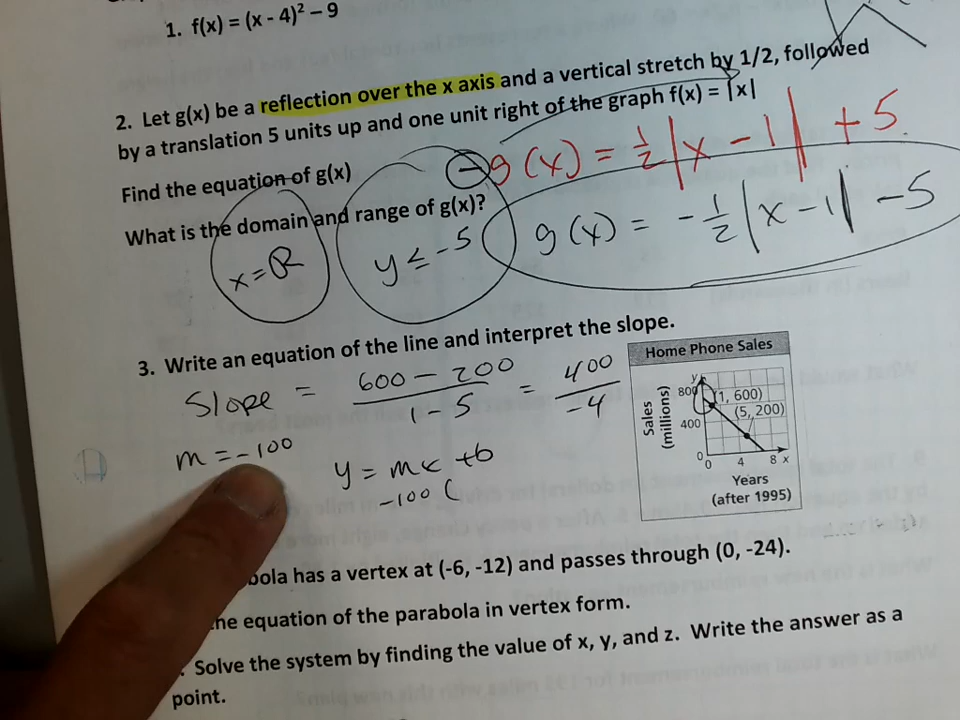 1. f(x) = (x - 4)² – 9
2. Let g(x) be a reflection over the x axis and a vertical stretch by 1/2, followed
by a translation 5 units up and one unit right of the graph f(x) = |x|
-g(x) = 1/2 |x - 1| + 5
Find the equation of g(x)
What is the domain and range of g(x)?
g(x) = -1/2 |x - 1| - 5
x = R
y ≤ -5
3. Write an equation of the line and interpret the slope.
Slope = 600 - 200 / 1 - 5 = 400 / -4
m = -100
y = mx + b
-100 (
Home Phone Sales
Sales
(millions)
y
800
(1, 600)
(5, 200)
400
0
0 4 8 x
Years
(after 1995)
bola has a vertex at (-6, -12) and passes through (0, -24).
he equation of the parabola in vertex form.
. Solve the system by finding the value of x, y, and z. Write the answer as a
point.